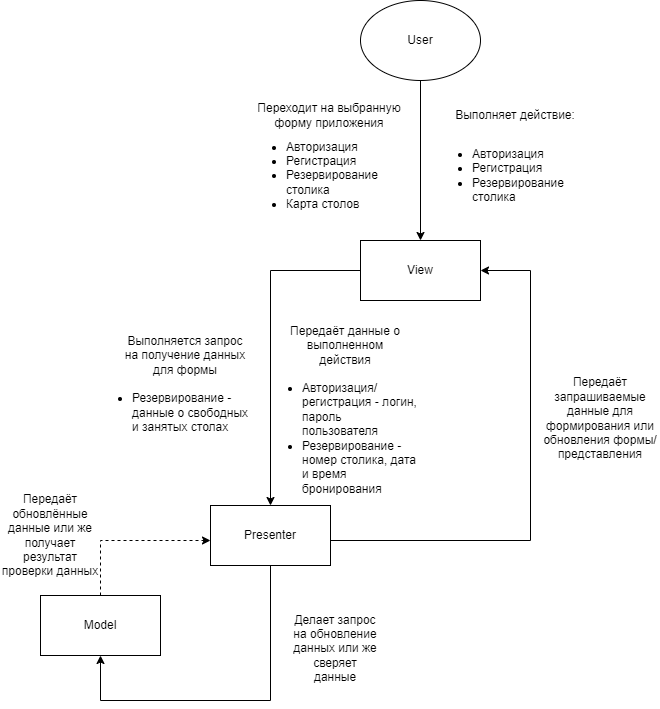 User
Переходит на выбранную
форму приложения
Авторизация
Регистрация
Резервирование
столика
Карта столов
Выполняет действие:
Авторизация
Регистрация
Резервирование
столика
View
Выполняется запрос
на получение данных
для формы
Резервирование -
данные о свободных
и занятых столах
Передаёт данные о
выполненном
действия
Авторизация/
регистрация - логин,
пароль
пользователя
Резервирование -
номер столика, дата
и время
бронирования
Передаёт
запрашиваемые
данные для
формирования или
обновления формы/
представления
Передаёт
обновлённые
данные или же
получает
результат
проверки данных
Presenter
Model
Делает запрос
на обновление
данных или же
сверяет
данные